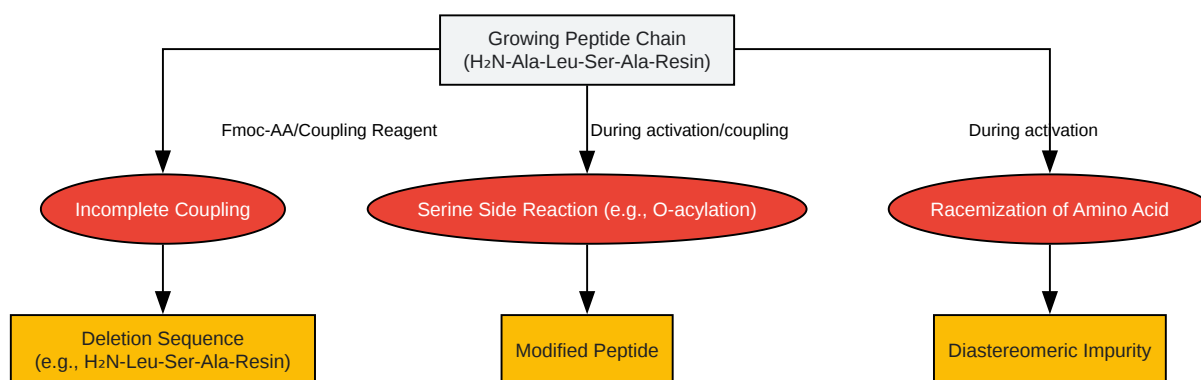 Growing Peptide Chain
(H₂N-Ala-Leu-Ser-Ala-Resin)
Fmoc-AA/Coupling Reagent
During activation/coupling
During activation
Incomplete Coupling
Serine Side Reaction (e.g., O-acylation)
Racemization of Amino Acid
Deletion Sequence
(e.g., H₂N-Leu-Ser-Ala-Resin)
Modified Peptide
Diastereomeric Impurity